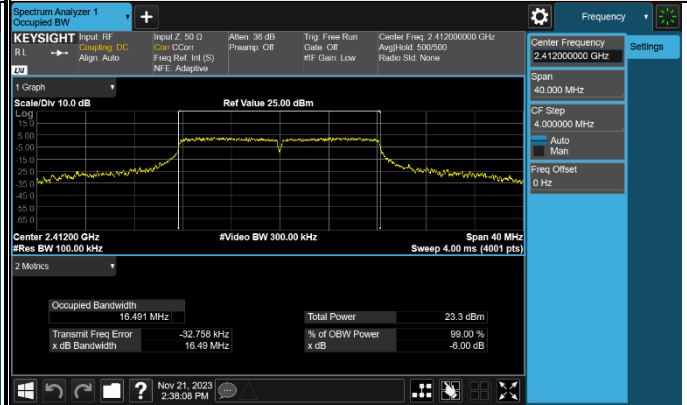 Spectrum Analyzer 1
Occupied BW
+
Frequency
KEYSIGHT
RL
LXI
Input: RF
Coupling: DC
Align: Auto
Input Z: 50 Ω
Corr CCorr
Freq Ref: Int (S)
NFE: Adaptive
Atten: 36 dB
Preamp: Off
Trig: Free Run
Gate: Off
#IF Gain: Low
Center Freq: 2.412000000 GHz
Avg|Hold: 500/500
Radio Std: None
Center Frequency
2.412000000 GHz
Settings
Span
40.000 MHz
CF Step
4.000000 MHz
Auto
Man
Freq Offset
0 Hz
1 Graph
Scale/Div 10.0 dB
Ref Value 25.00 dBm
Log
15.0
5.00
-5.00
-15.0
-25.0
-35.0
-45.0
-55.0
-65.0
Center 2.41200 GHz
#Video BW 300.00 kHz
Span 40 MHz
#Res BW 100.00 kHz
Sweep 4.00 ms (4001 pts)
2 Metrics
Occupied Bandwidth
16.491 MHz
Total Power
23.3 dBm
Transmit Freq Error
-32.758 kHz
% of OBW Power
99.00 %
x dB Bandwidth
16.49 MHz
x dB
-6.00 dB
?
Nov 21, 2023
2:38:08 PM